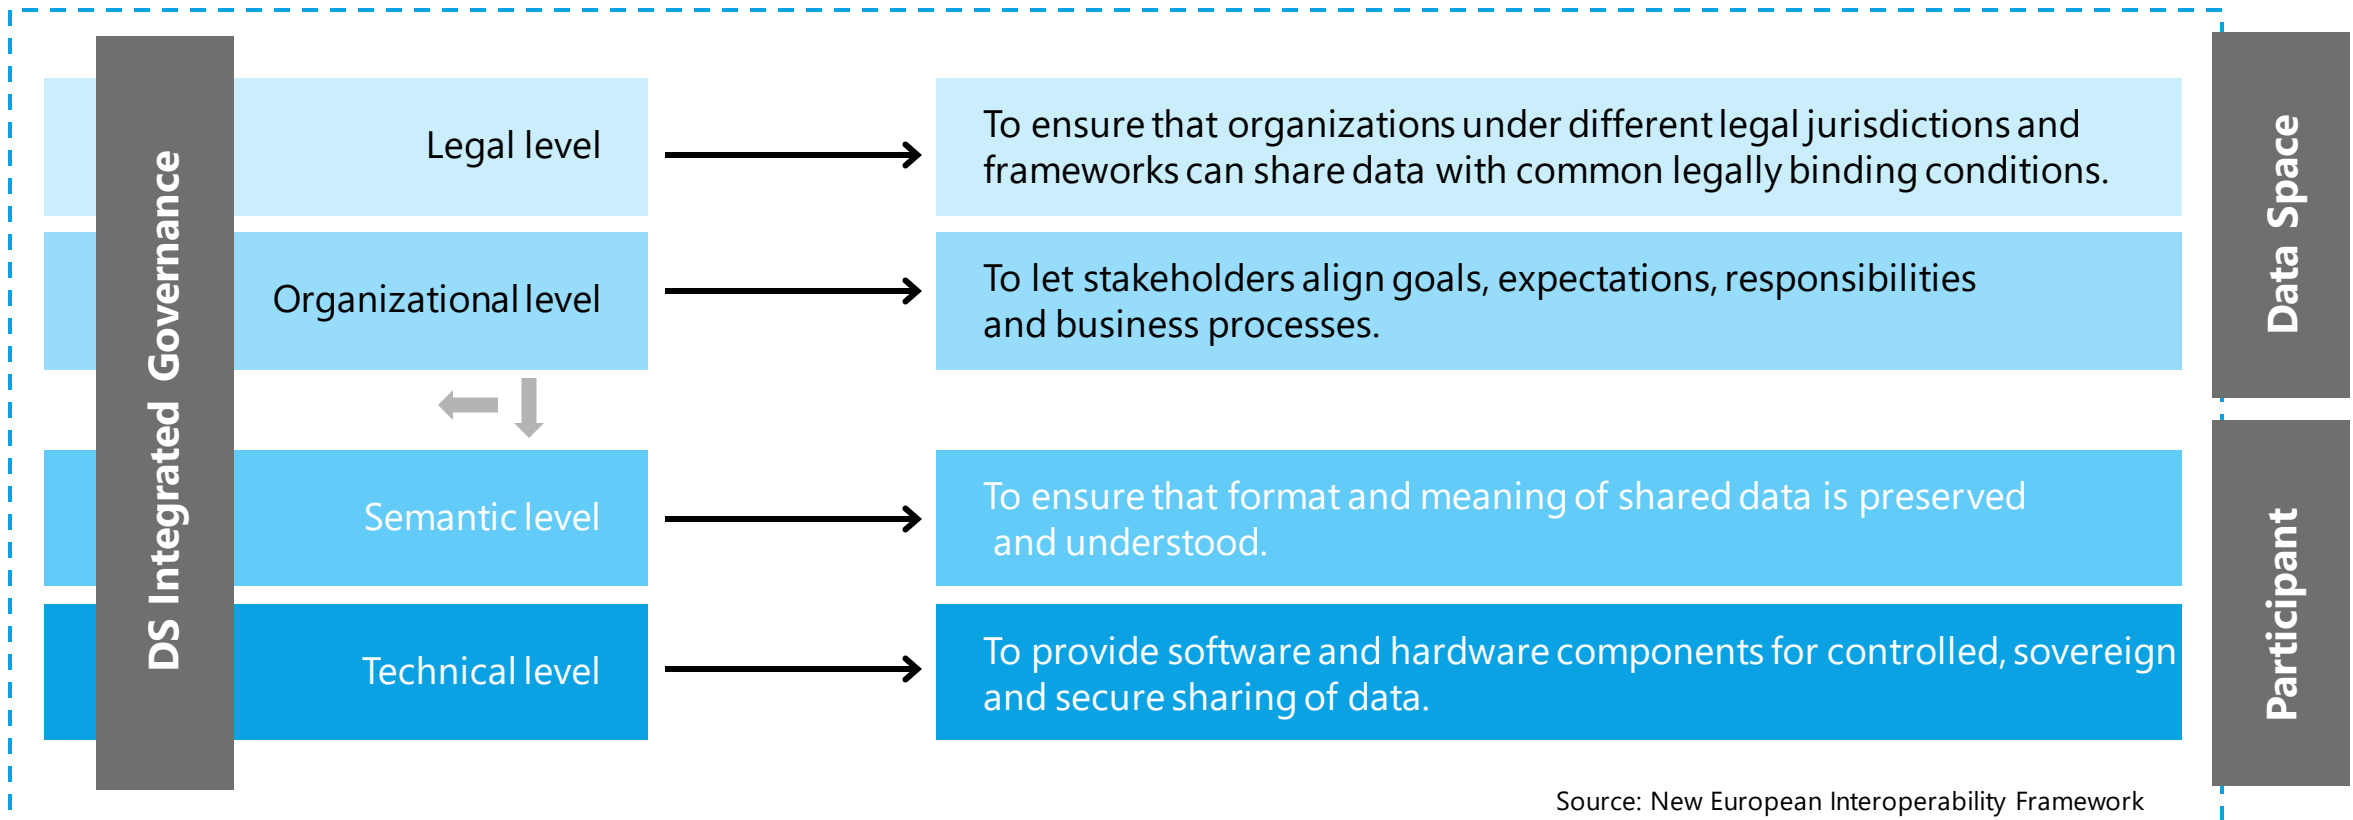 DS Integrated Governance
Legal level
To ensure that organizations under different legal jurisdictions and
frameworks can share data with common legally binding conditions.
Organizational level
To let stakeholders align goals, expectations, responsibilities
and business processes.
Data Space
Semantic level
To ensure that format and meaning of shared data is preserved
and understood.
Technical level
To provide software and hardware components for controlled, sovereign
and secure sharing of data.
Participant
Source: New European Interoperability Framework